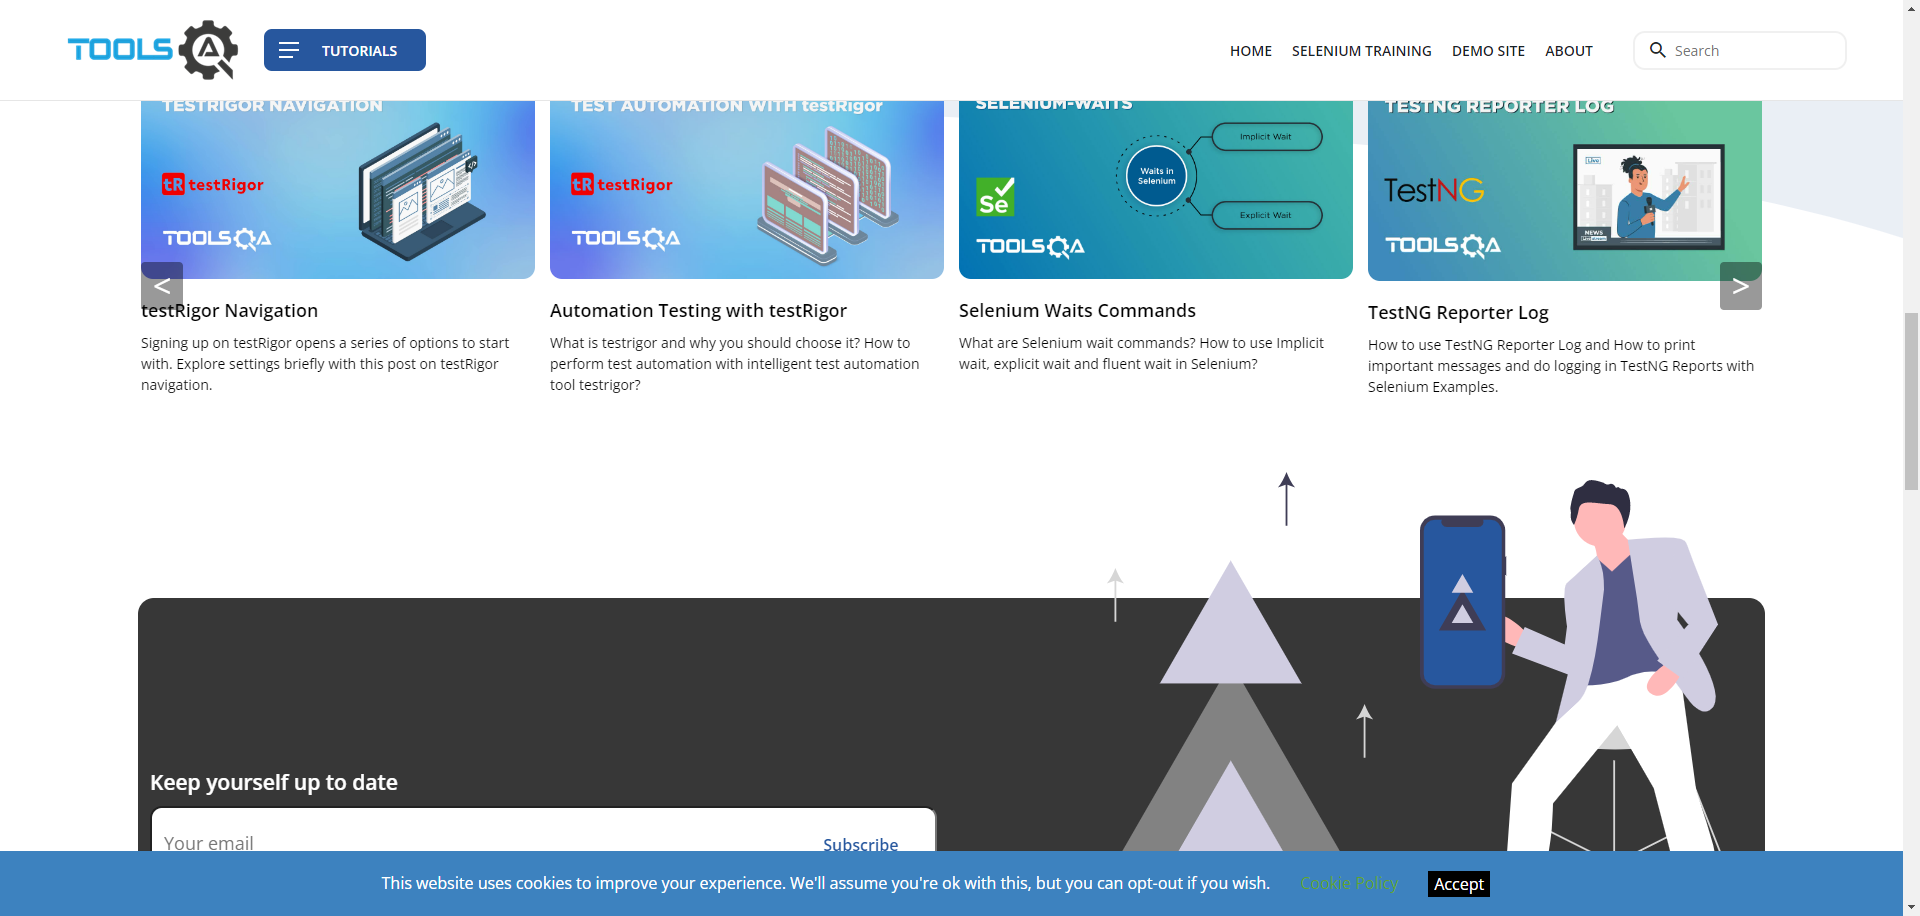 TOOLS QA
TUTORIALS
HOME SELENIUM TRAINING DEMO SITE ABOUT
Search
TESTRIGOR NAVIGATION
tR testRigor
TOOLSQA
TEST AUTOMATION WITH testRigor
tR testRigor
TOOLSQA
SELENIUM-WAITS
Implicit Wait
Waits in
Selenium
Explicit Wait
Se
TOOLSQA
TESTNG REPORTER LOG
Live
TestNG
NEWS
TOOLSQA
<
>
testRigor Navigation
Signing up on testRigor opens a series of options to start
with. Explore settings briefly with this post on testRigor
navigation.
Automation Testing with testRigor
What is testrigor and why you should choose it? How to
perform test automation with intelligent test automation
tool testrigor?
Selenium Waits Commands
What are Selenium wait commands? How to use Implicit
wait, explicit wait and fluent wait in Selenium?
TestNG Reporter Log
How to use TestNG Reporter Log and How to print
important messages and do logging in TestNG Reports with
Selenium Examples.
Keep yourself up to date
Your email
Subscribe
This website uses cookies to improve your experience. We'll assume you're ok with this, but you can opt-out if you wish. Cookie Policy Accept